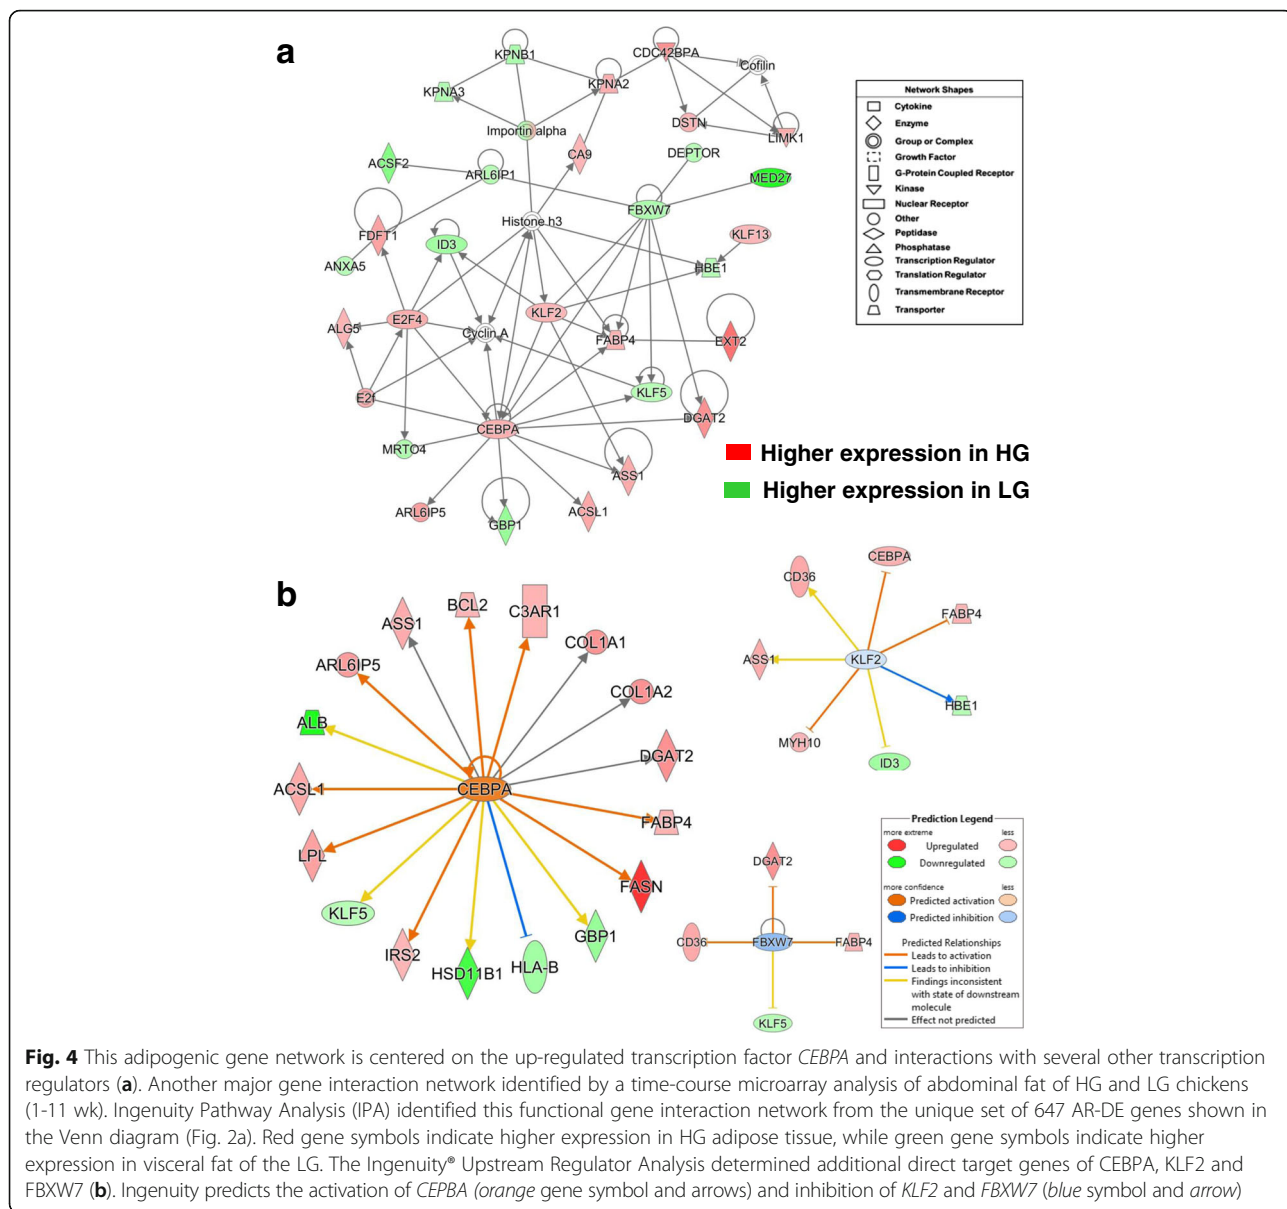 a
KPNB1
CDC42BPA
Cofilin
KPNA3
KPNA2
Importin alpha
DSTN
LIMK1
CA9
DEPTOR
ACSF2
ARL6IP1
MED27
FBXW7
Histone h3
FDFT1
ID3
KLF13
ANXA5
HBE1
ALG5
E2F4
Cyclin A
KLF2
FABP4
EXT2
E2f
KLF5
DGAT2
CEBPA
MRTO4
ASS1
ARL6IP5
GBP1
ACSL1
Network Shapes
Cytokine
Enzyme
Group or Complex
Growth Factor
G-Protein Coupled Receptor
Kinase
Nuclear Receptor
Other
Peptidase
Phosphatase
Transcription Regulator
Translation Regulator
Transmembrane Receptor
Transporter
Higher expression in HG
Higher expression in LG
b
BCL2
C3AR1
ASS1
COL1A1
ARL6IP5
COL1A2
ALB
DGAT2
CEBPA
ACSL1
FABP4
LPL
FASN
KLF5
GBP1
IRS2
HSD11B1
HLA-B
CEBPA
CD36
FABP4
ASS1
KLF2
HBE1
MYH10
ID3
DGAT2
CD36
FBXW7
FABP4
KLF5
Prediction Legend
more extreme less
Upregulated
Downregulated
more confidence less
Predicted activation
Predicted inhibition
Predicted Relationships
Leads to activation
Leads to inhibition
Findings inconsistent
with state of downstream
molecule
Effect not predicted
Fig. 4 This adipogenic gene network is centered on the up-regulated transcription factor CEBPA and interactions with several other transcription
regulators (a). Another major gene interaction network identified by a time-course microarray analysis of abdominal fat of HG and LG chickens
(1-11 wk). Ingenuity Pathway Analysis (IPA) identified this functional gene interaction network from the unique set of 647 AR-DE genes shown in
the Venn diagram (Fig. 2a). Red gene symbols indicate higher expression in HG adipose tissue, while green gene symbols indicate higher
expression in visceral fat of the LG. The Ingenuity® Upstream Regulator Analysis determined additional direct target genes of CEBPA, KLF2 and
FBXW7 (b). Ingenuity predicts the activation of CEPBA (orange gene symbol and arrows) and inhibition of KLF2 and FBXW7 (blue symbol and arrow)